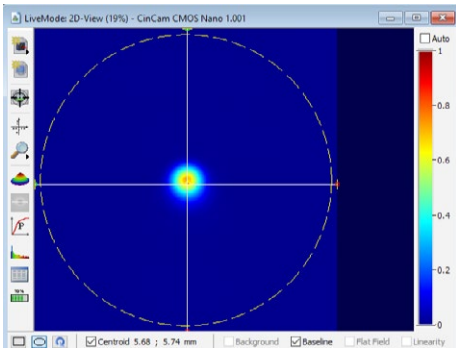 LiveMode: 2D-View (19%) - CinCam CMOS Nano 1.001
Auto
1
0.8
0.6
0.4
0.2
0
P
Centroid 5.68 ; 5.74 mm
Background
Baseline
Flat Field
Linearity